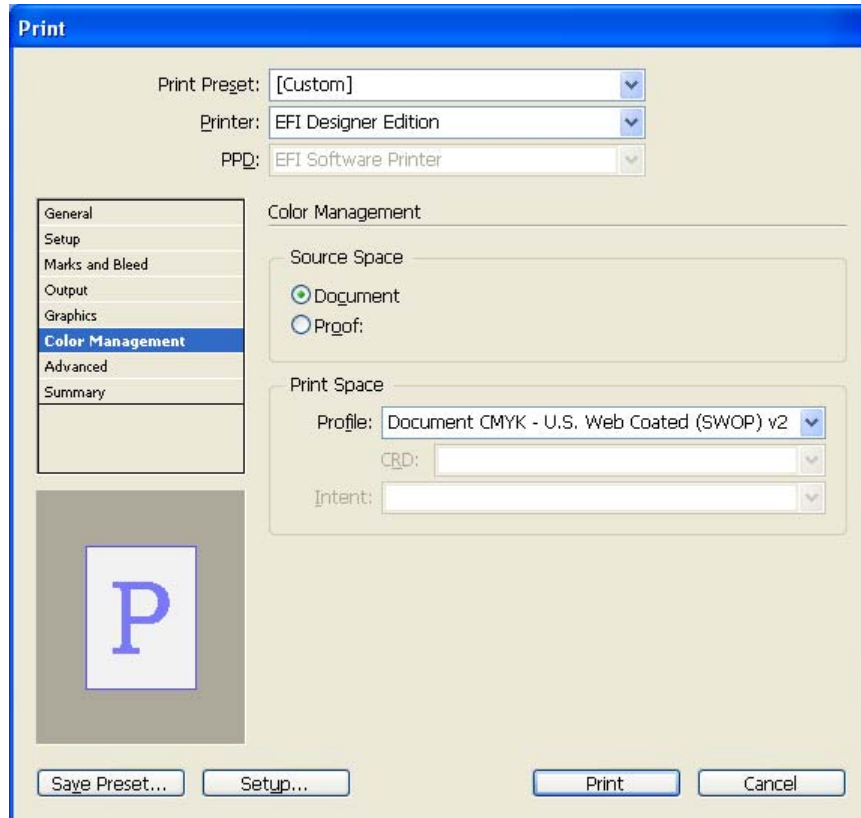 Print
Print Preset: [Custom]
Printer: EFI Designer Edition
PPD: EFI Software Printer
General
Setup
Marks and Bleed
Output
Graphics
Color Management
Advanced
Summary
Color Management
Source Space
Document
Proof:
Print Space
Profile: Document CMYK - U.S. Web Coated (SWOP) v2
CRD:
Intent:
P
Save Preset... Setup... Print Cancel